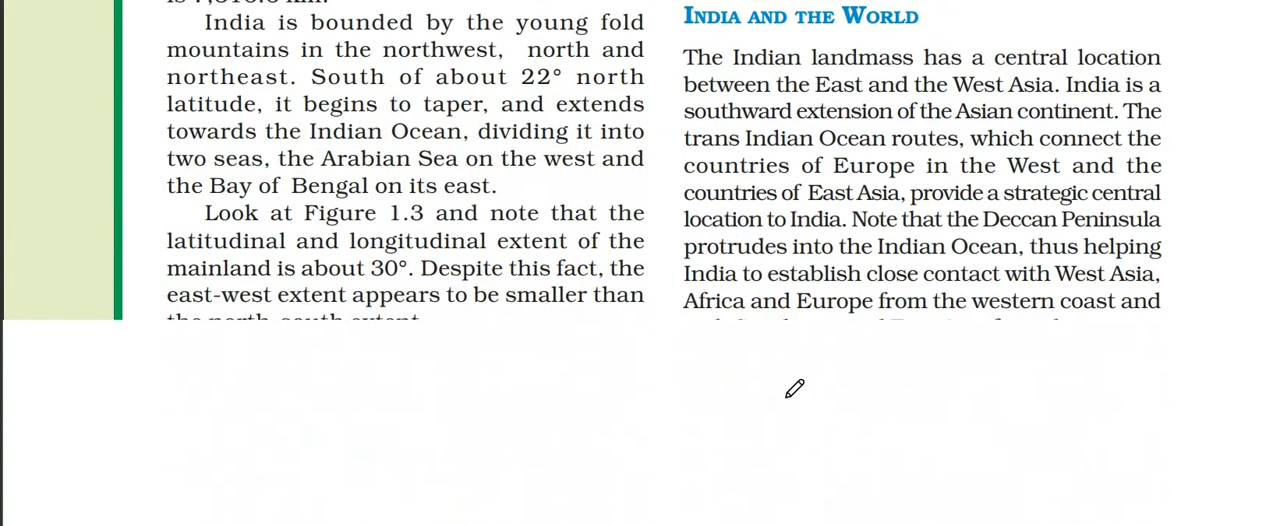 India is bounded by the young fold
mountains in the northwest, north and
northeast. South of about 22° north
latitude, it begins to taper, and extends
towards the Indian Ocean, dividing it into
two seas, the Arabian Sea on the west and
the Bay of Bengal on its east.
Look at Figure 1.3 and note that the
latitudinal and longitudinal extent of the
mainland is about 30°. Despite this fact, the
east-west extent appears to be smaller than
the north-south extent.
INDIA AND THE WORLD
The Indian landmass has a central location
between the East and the West Asia. India is a
southward extension of the Asian continent. The
trans Indian Ocean routes, which connect the
countries of Europe in the West and the
countries of East Asia, provide a strategic central
location to India. Note that the Deccan Peninsula
protrudes into the Indian Ocean, thus helping
India to establish close contact with West Asia,
Africa and Europe from the western coast and